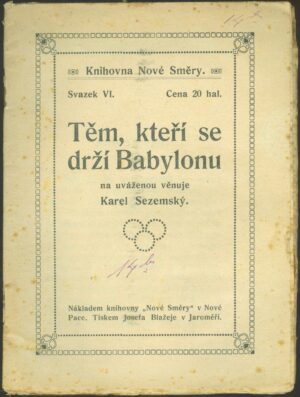 Knihovna Nové Směry.
Svazek VI. Cena 20 hal.
Těm, kteří se
drží Babylonu
na uváženou věnuje
Karel Sezemský.
Nákladem knihovny „Nové Směry“ v Nové
Pace. Tiskem Josefa Blažeje v Jaroměři.